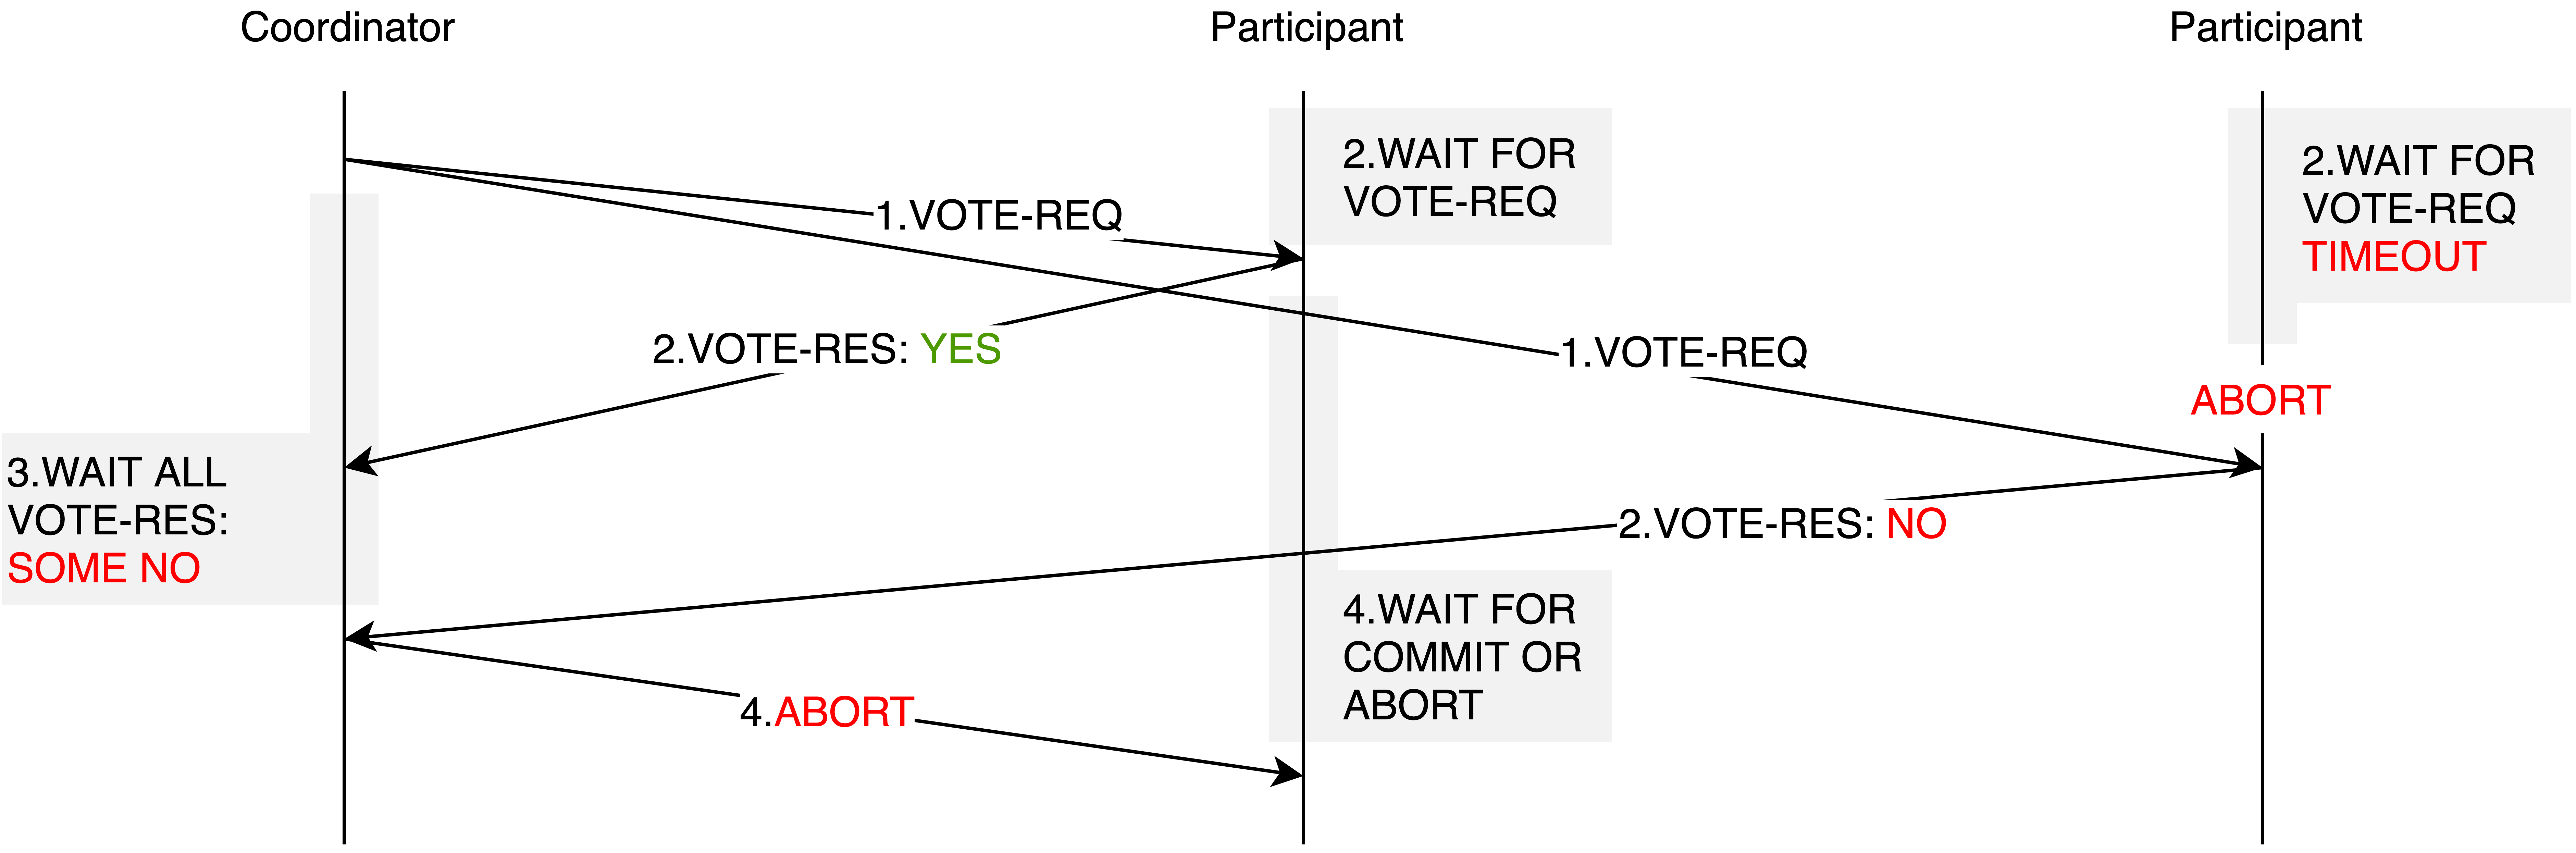 Coordinator
Participant
Participant
2.WAIT FOR
VOTE-REQ
2.WAIT FOR
VOTE-REQ
TIMEOUT
1.VOTE-REQ
2.VOTE-RES: YES
1.VOTE-REQ
ABORT
3.WAIT ALL
VOTE-RES:
SOME NO
2.VOTE-RES: NO
4.WAIT FOR
COMMIT OR
ABORT
4.ABORT